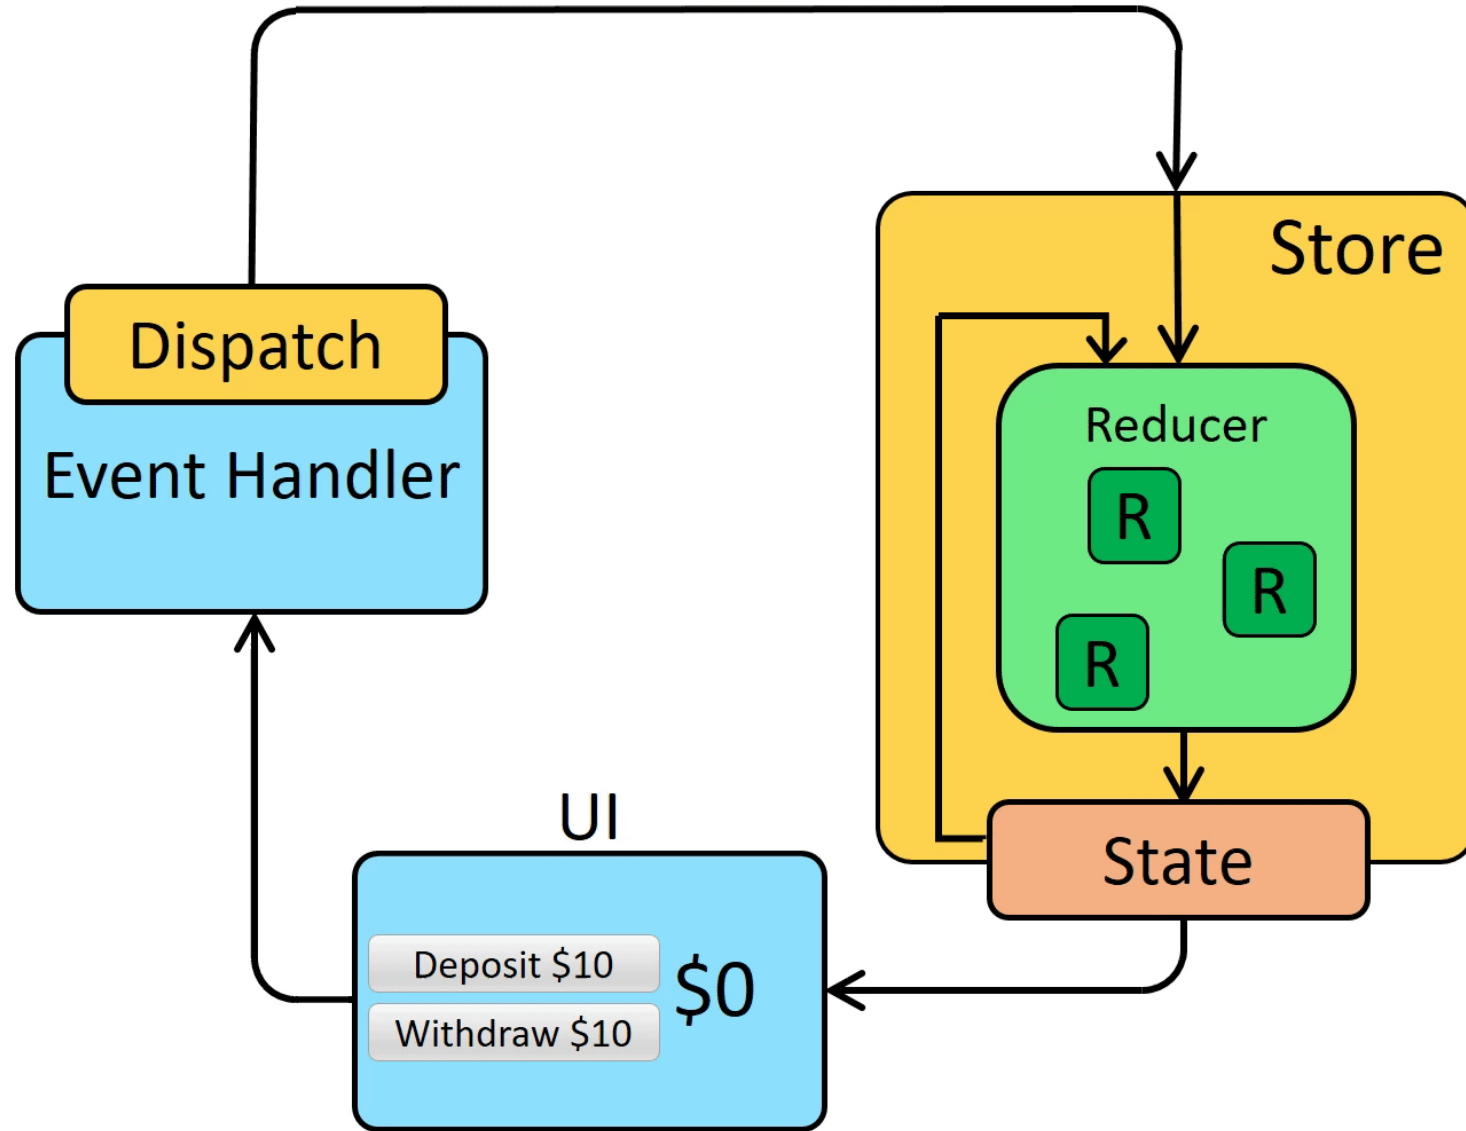 Store
Dispatch
Event Handler
Reducer
R
R
R
UI
State
Deposit $10
$0
Withdraw $10